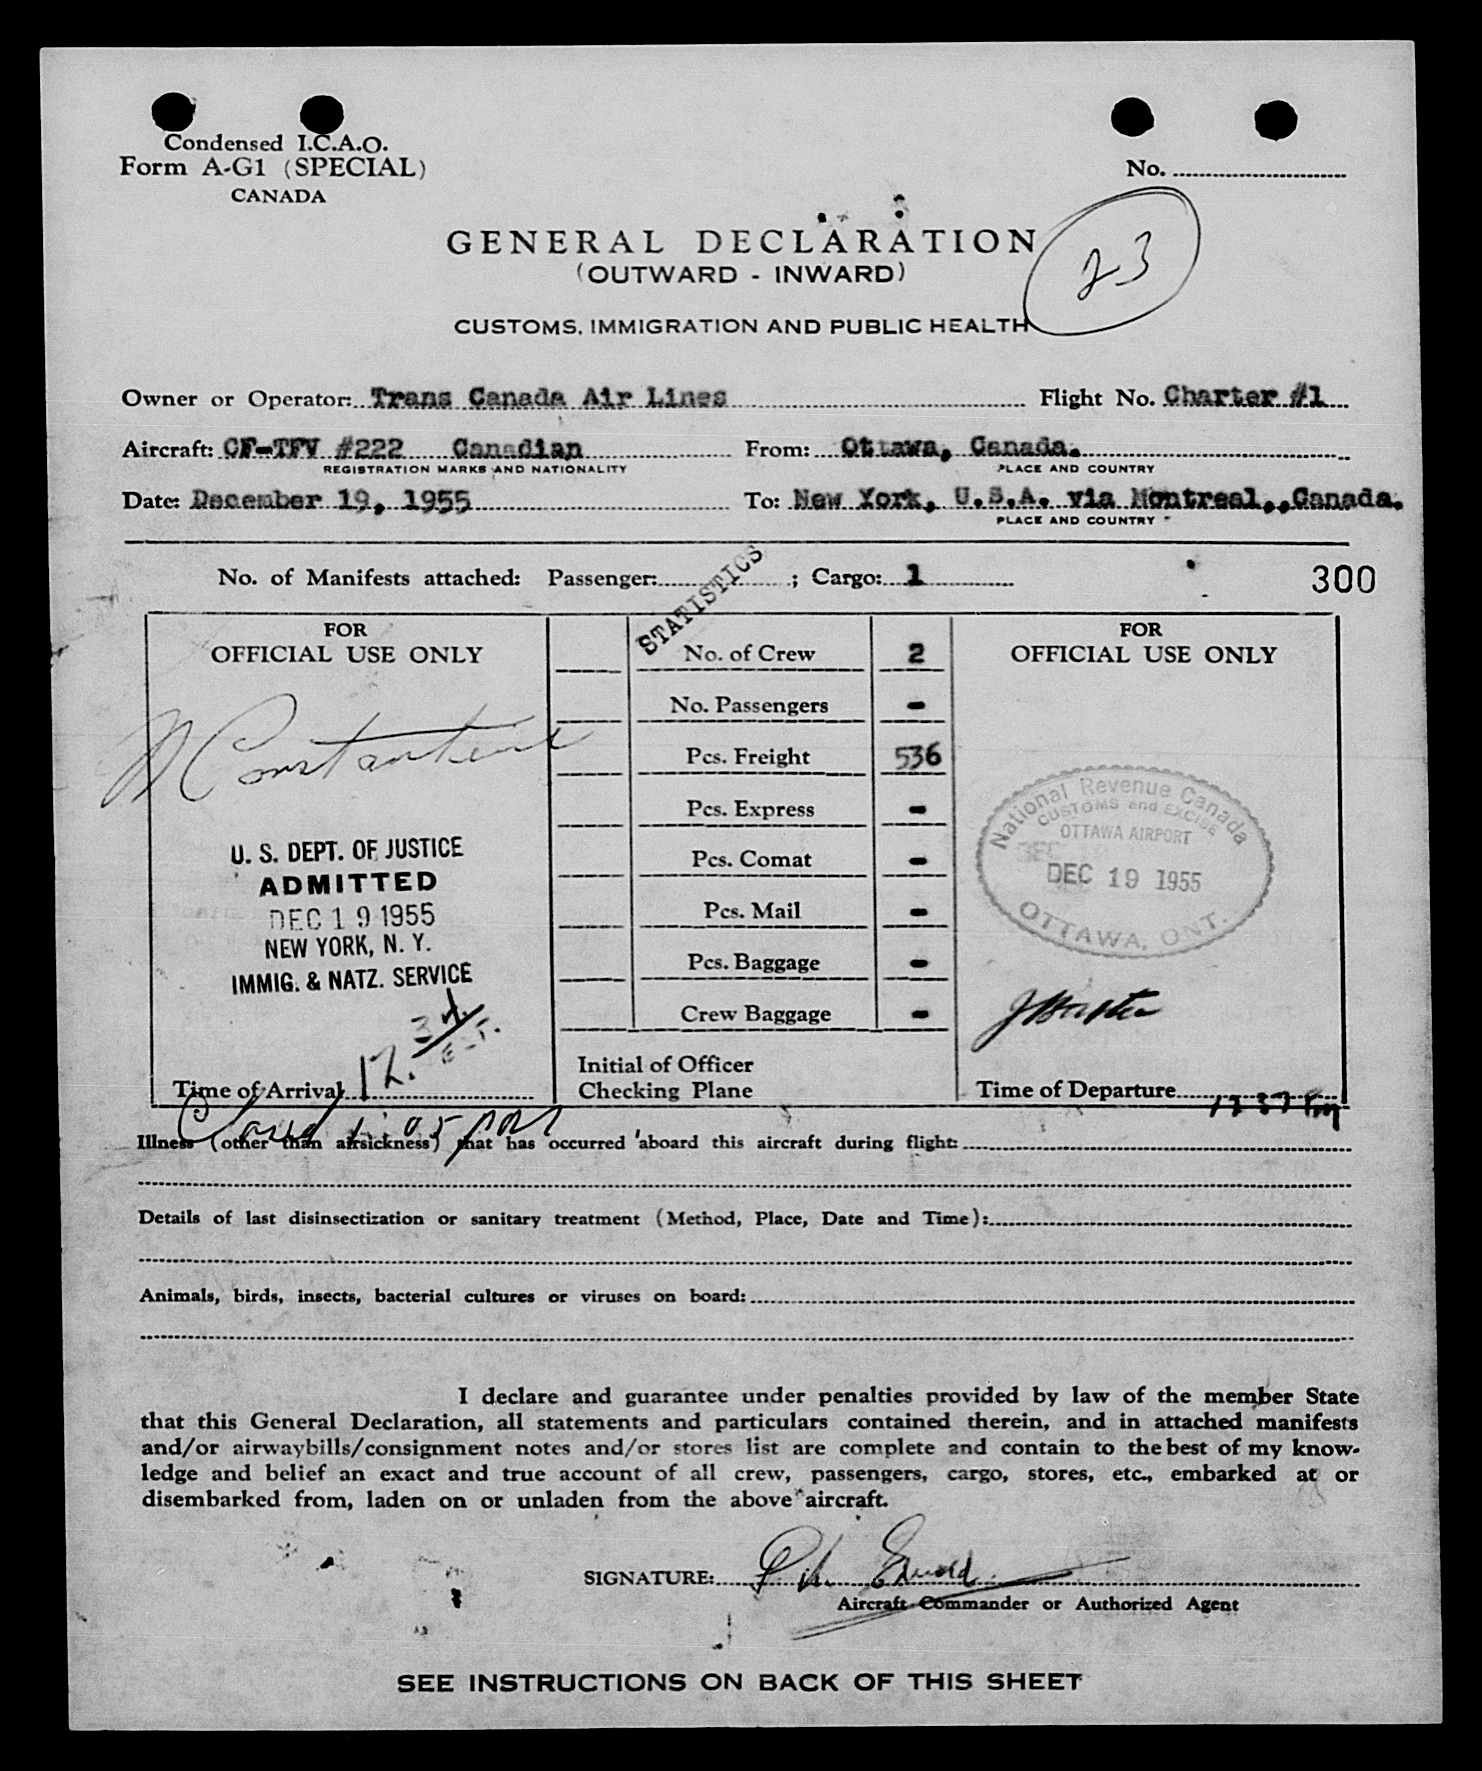 Condensed I.C.A.O.
Form A-G1 (SPECIAL)
CANADA
No.
GENERAL DECLARATION
(OUTWARD - INWARD)
23
CUSTOMS, IMMIGRATION AND PUBLIC HEALTH
Owner or Operator: Trans Canada Air Lines Flight No. Charter #1
Aircraft: CF-TFV #222 Canadian From: Ottawa, Canada.
REGISTRATION MARKS AND NATIONALITY PLACE AND COUNTRY
Date: December 19, 1955 To: New York, U.S.A. via Montreal,,Canada.
PLACE AND COUNTRY
No. of Manifests attached: Passenger: ; Cargo: 1 300
STATISTICS
FOR
OFFICIAL USE ONLY
Constantine
U. S. DEPT. OF JUSTICE
ADMITTED
DEC 19 1955
NEW YORK, N. Y.
IMMIG. & NATZ. SERVICE
Time of Arrival 12.
No. of Crew 2
No. Passengers -
Pcs. Freight 536
Pcs. Express -
Pcs. Comat -
Pcs. Mail -
Pcs. Baggage -
Crew Baggage -
Initial of Officer
Checking Plane
FOR
OFFICIAL USE ONLY
National Revenue Canada
CUSTOMS and EXCISE
OTTAWA AIRPORT
DEC 19 1955
OTTAWA, ONT.
Time of Departure
Illness (other than airsickness) that has occurred aboard this aircraft during flight:
Details of last disinsectization or sanitary treatment (Method, Place, Date and Time):
Animals, birds, insects, bacterial cultures or viruses on board:
I declare and guarantee under penalties provided by law of the member State
that this General Declaration, all statements and particulars contained therein, and in attached manifests
and/or airwaybills/consignment notes and/or stores list are complete and contain to the best of my know-
ledge and belief an exact and true account of all crew, passengers, cargo, stores, etc., embarked at or
disembarked from, laden on or unladen from the above aircraft.
SIGNATURE:
Aircraft Commander or Authorized Agent
SEE INSTRUCTIONS ON BACK OF THIS SHEET